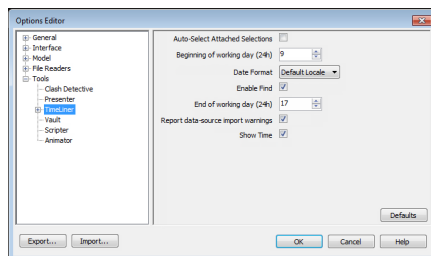 Options Editor
General
Interface
Model
File Readers
Tools
Clash Detective
Presenter
TimeLiner
Vault
Scripter
Animator
Auto-Select Attached Selections
Beginning of working day (24h) 9
Date Format Default Locale
Enable Find
End of working day (24h) 17
Report data-source import warnings
Show Time
Defaults
Export... Import... OK Cancel Help